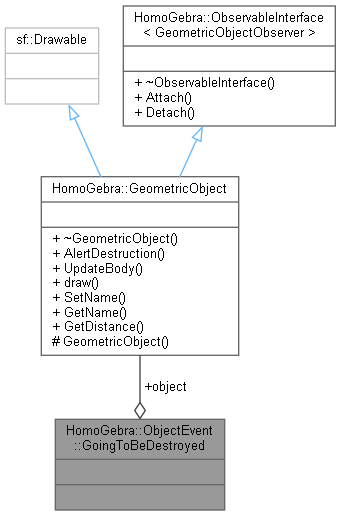 sf::Drawable
HomoGebra::ObservableInterface
< GeometricObjectObserver >
+ ~ObservableInterface()
+ Attach()
+ Detach()
HomoGebra::GeometricObject
+ ~GeometricObject()
+ AlertDestruction()
+ UpdateBody()
+ draw()
+ SetName()
+ GetName()
+ GetDistance()
# GeometricObject()
+object
HomoGebra::ObjectEvent
::GoingToBeDestroyed